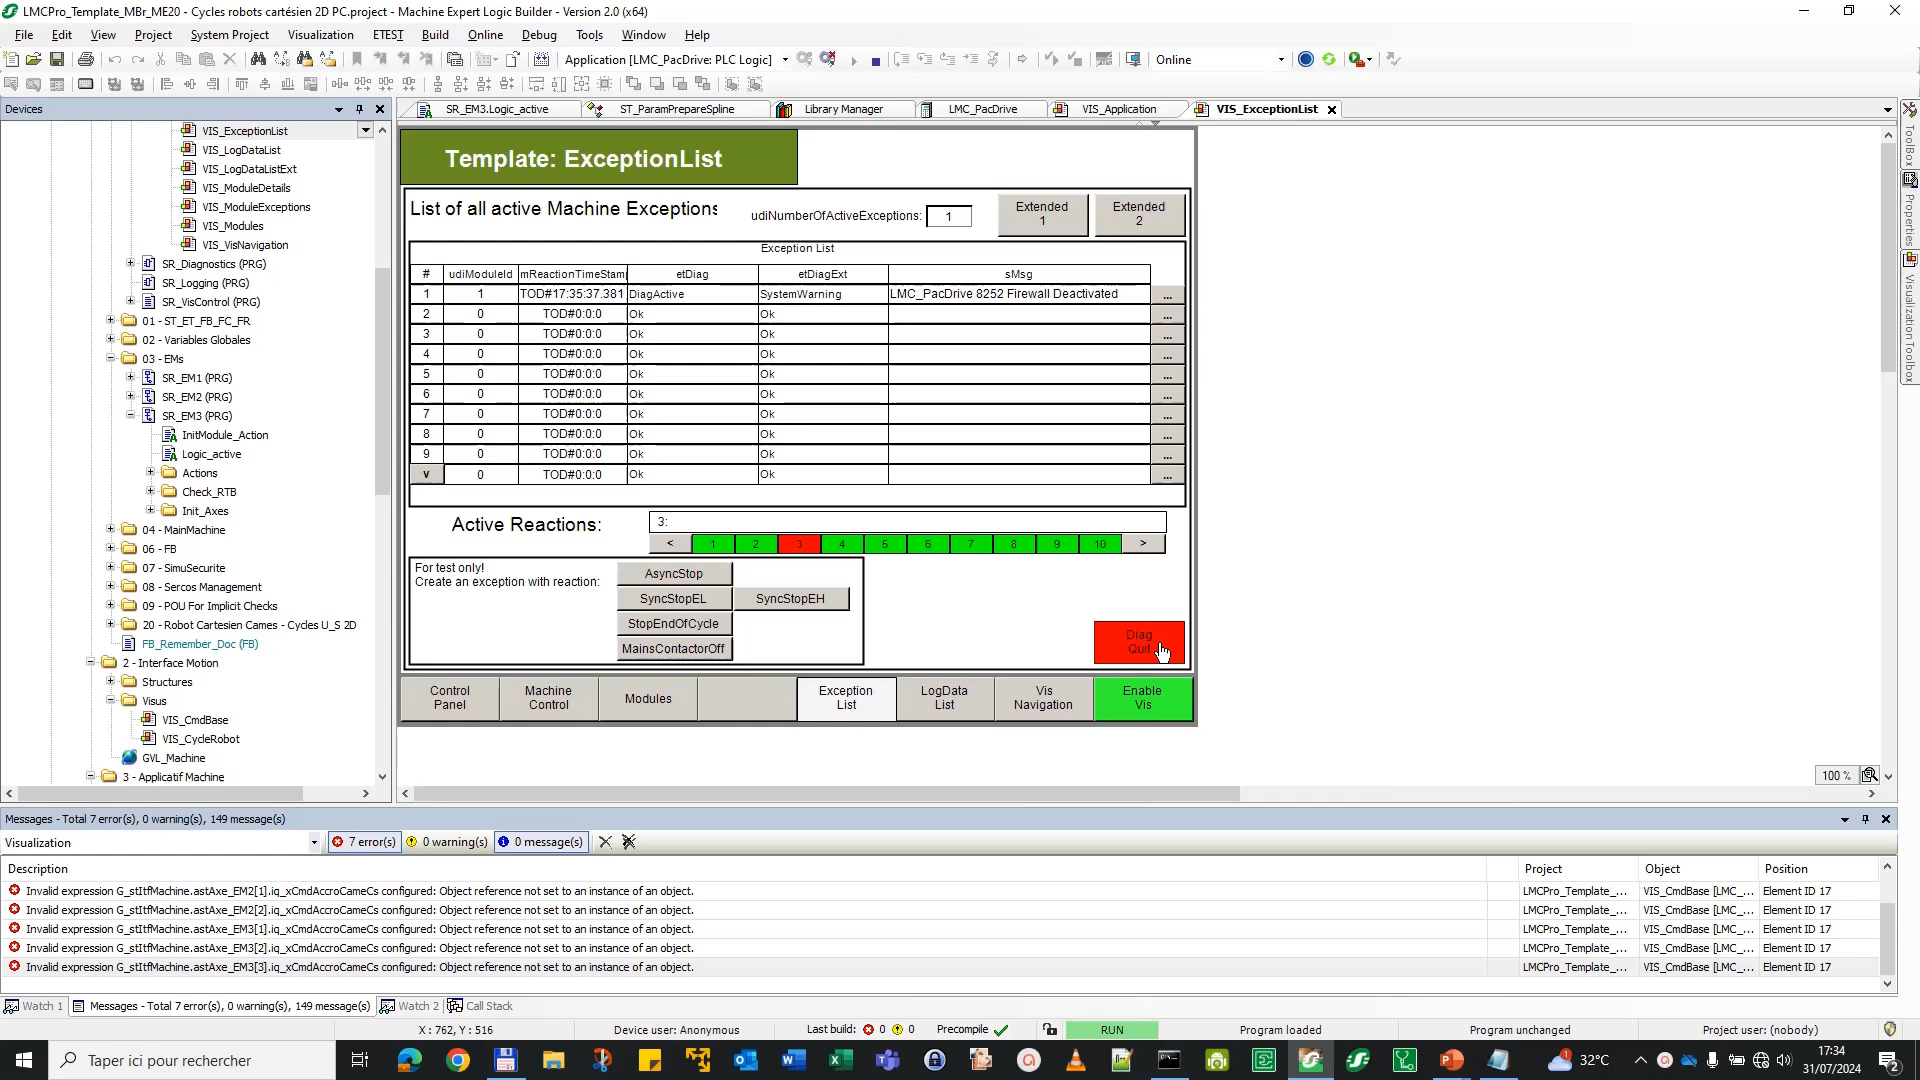 LMCPro_Template_MBr_ME20 - Cycles robots cartésien 2D PC.project - Machine Expert Logic Builder - Version 2.0 (x64)
File Edit View Project System Project Visualization ETEST Build Online Debug Tools Window Help
Application [LMC_PacDrive: PLC Logic] Online
Devices
SR_EM3.Logic_active ST_ParamPrepareSpline Library Manager LMC_PacDrive VIS_Application VIS_ExceptionList
VIS_ExceptionList
VIS_LogDataList
VIS_LogDataListExt
VIS_ModuleDetails
VIS_ModuleExceptions
VIS_Modules
VIS_VisNavigation
SR_Diagnostics (PRG)
SR_Logging (PRG)
SR_VisControl (PRG)
01 - ST_ET_FB_FC_FR
02 - Variables Globales
03 - EMs
SR_EM1 (PRG)
SR_EM2 (PRG)
SR_EM3 (PRG)
InitModule_Action
Logic_active
Actions
Check_RTB
Init_Axes
04 - MainMachine
06 - FB
07 - SimuSecurite
08 - Sercos Management
09 - POU For Implicit Checks
20 - Robot Cartesien Cames - Cycles U_S 2D
FB_Remember_Doc (FB)
2 - Interface Motion
Structures
Visus
VIS_CmdBase
VIS_CycleRobot
GVL_Machine
3 - Applicatif Machine
Template: ExceptionList
List of all active Machine Exceptions
udiNumberOfActiveExceptions: 1
Extended
1
Extended
2
Exception List
# udiModuleId mReactionTimeStamp etDiag etDiagExt sMsg
1 1 TOD#17:35:37.381 DiagActive SystemWarning LMC_PacDrive 8252 Firewall Deactivated ...
2 0 TOD#0:0:0 Ok Ok ...
3 0 TOD#0:0:0 Ok Ok ...
4 0 TOD#0:0:0 Ok Ok ...
5 0 TOD#0:0:0 Ok Ok ...
6 0 TOD#0:0:0 Ok Ok ...
7 0 TOD#0:0:0 Ok Ok ...
8 0 TOD#0:0:0 Ok Ok ...
9 0 TOD#0:0:0 Ok Ok ...
v 0 TOD#0:0:0 Ok Ok ...
Active Reactions: 3:
< 1 2 3 4 5 6 7 8 9 10 >
For test only!
Create an exception with reaction:
AsyncStop
SyncStopEL SyncStopEH
StopEndOfCycle
MainsContactorOff
Diag
Quit
Control
Panel
Machine
Control
Modules
Exception
List
LogData
List
Vis
Navigation
Enable
Vis
100 %
ToolBox
Properties
Visualization Toolbox
Messages - Total 7 error(s), 0 warning(s), 149 message(s)
Visualization 7 error(s) 0 warning(s) 0 message(s)
Description Project Object Position
Invalid expression G_stItfMachine.astAxe_EM2[1].iq_xCmdAccroCameCs configured: Object reference not set to an instance of an object. LMCPro_Template_... VIS_CmdBase [LMC_... Element ID 17
Invalid expression G_stItfMachine.astAxe_EM2[2].iq_xCmdAccroCameCs configured: Object reference not set to an instance of an object. LMCPro_Template_... VIS_CmdBase [LMC_... Element ID 17
Invalid expression G_stItfMachine.astAxe_EM3[1].iq_xCmdAccroCameCs configured: Object reference not set to an instance of an object. LMCPro_Template_... VIS_CmdBase [LMC_... Element ID 17
Invalid expression G_stItfMachine.astAxe_EM3[2].iq_xCmdAccroCameCs configured: Object reference not set to an instance of an object. LMCPro_Template_... VIS_CmdBase [LMC_... Element ID 17
Invalid expression G_stItfMachine.astAxe_EM3[3].iq_xCmdAccroCameCs configured: Object reference not set to an instance of an object. LMCPro_Template_... VIS_CmdBase [LMC_... Element ID 17
Watch 1 Messages - Total 7 error(s), 0 warning(s), 149 message(s) Watch 2 Call Stack
X : 762, Y : 516 Device user: Anonymous Last build: 0 0 Precompile RUN Program loaded Program unchanged Project user: (nobody)
Taper ici pour rechercher
32°C
17:34
31/07/2024
2